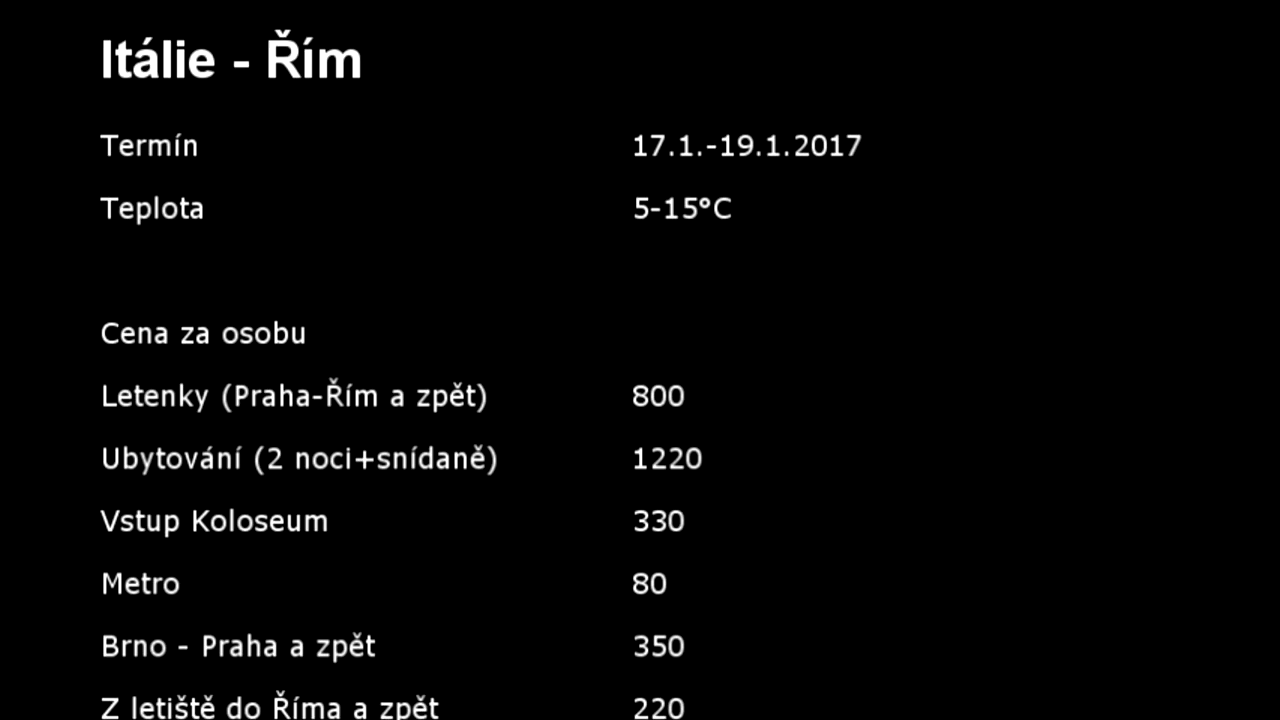 Itálie - Řím
Termín 17.1.-19.1.2017
Teplota 5-15°C
Cena za osobu
Letenky (Praha-Řím a zpět) 800
Ubytování (2 noci+snídaně) 1220
Vstup Koloseum 330
Metro 80
Brno - Praha a zpět 350
Z letiště do Říma a zpět 220